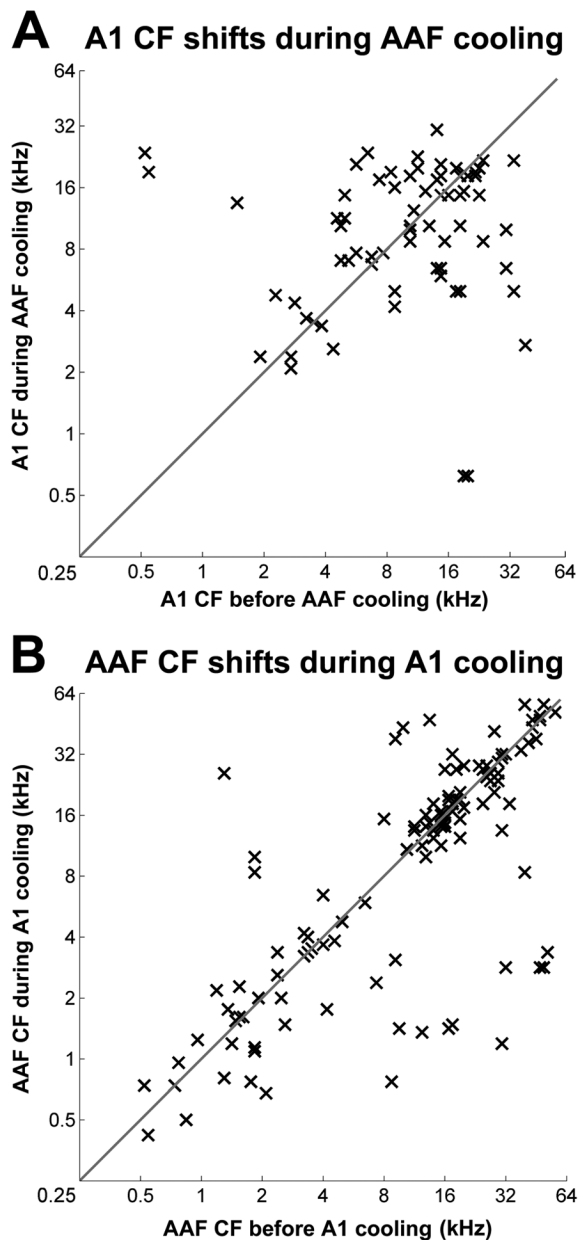 A
A1 CF shifts during AAF cooling
64
32
16
8
4
2
1
0.5
0.25
A1 CF during AAF cooling (kHz)
0.5 1 2 4 8 16 32 64
A1 CF before AAF cooling (kHz)
B
AAF CF shifts during A1 cooling
64
32
16
8
4
2
1
0.5
0.25
AAF CF during A1 cooling (kHz)
0.5 1 2 4 8 16 32 64
AAF CF before A1 cooling (kHz)